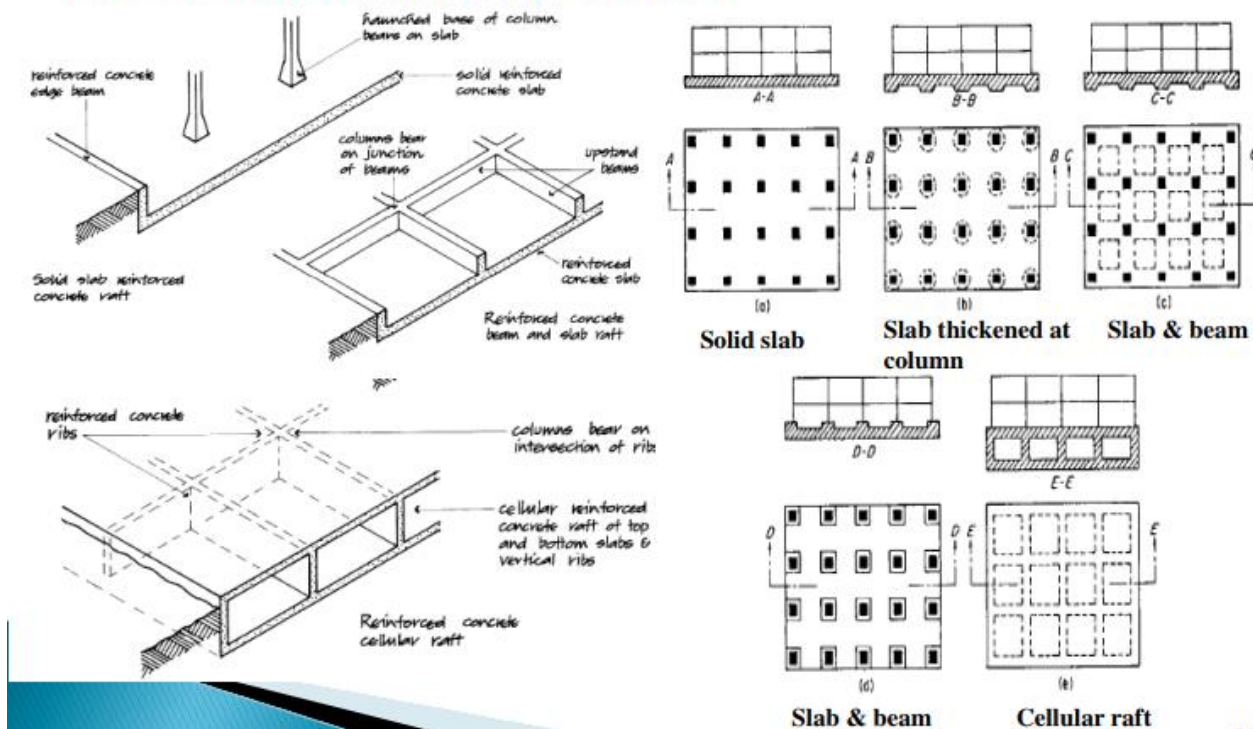 haunched base of column
bears on slab
reinforced concrete
edge beam
solid reinforced
concrete slab
columns bear
on junction
of beams
upstand
beams
reinforced
concrete slab
Solid slab reinforced
concrete raft
Reinforced concrete
beam and slab raft
reinforced concrete
ribs
columns bear on
intersection of ribs
cellular reinforced
concrete raft of top
and bottom slabs &
vertical ribs
Reinforced concrete
cellular raft
A-A
B-B
C-C
A
A
B
B
C
(a)
(b)
(c)
Solid slab
Slab thickened at
column
Slab & beam
D-D
E-E
D
D
E
E
(d)
(e)
Slab & beam
Cellular raft